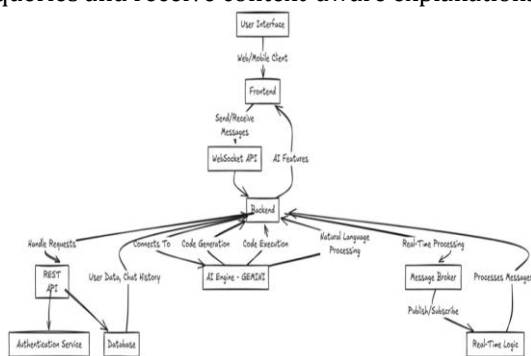 queries and receive context-aware explanations
User Interface
Web/Mobile Client
Frontend
Send/Receive
Messages
AI Features
WebSocket API
Backend
Handle Requests
Connects To
Code Generation
Code Execution
Natural Language
Processing
Real-Time Processing
REST
API
User Data, Chat History
AI Engine - GEMINI
Message Broker
Processes Messages
Publish/Subscribe
Authentication Service
Database
Real-Time Logic